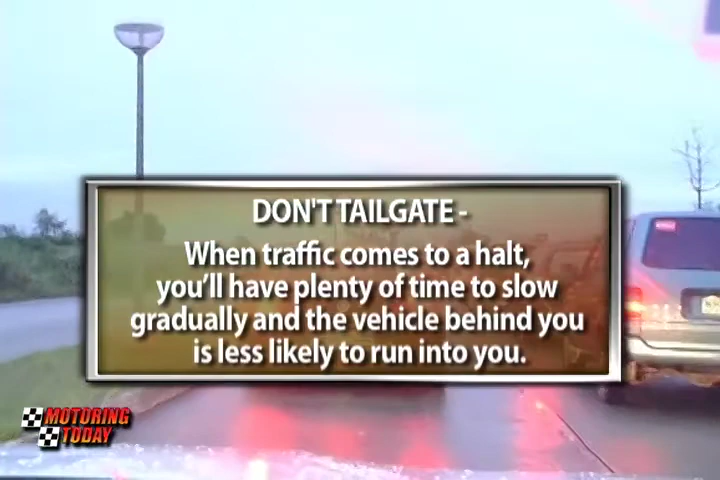 DON'T TAILGATE -
When traffic comes to a halt,
you'll have plenty of time to slow
gradually and the vehicle behind you
is less likely to run into you.
MOTORING
TODAY